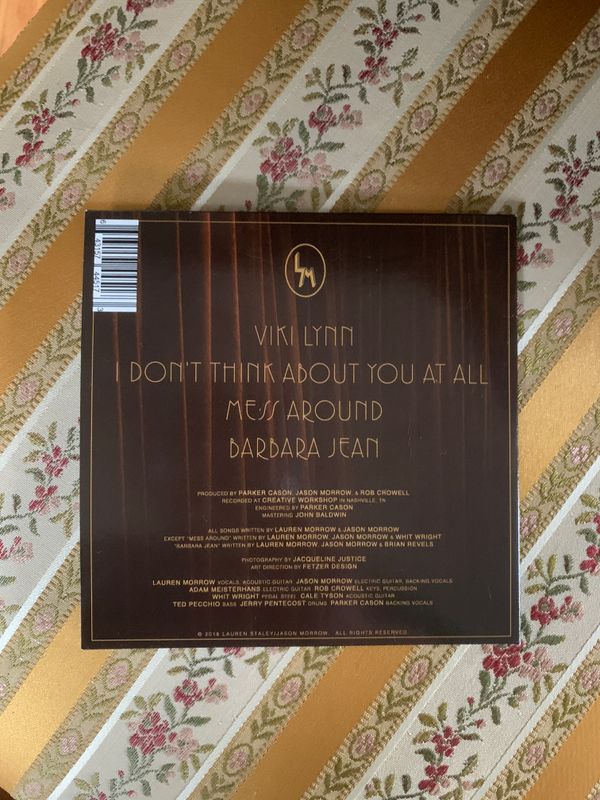 LM
VIKI LYNN
I DON'T THINK ABOUT YOU AT ALL
MESS AROUND
BARBARA JEAN
PRODUCED BY PARKER CASON, JASON MORROW, & ROB CROWELL
RECORDED AT CREATIVE WORKSHOP IN NASHVILLE, TN
ENGINEERED BY PARKER CASON
MASTERING JOHN BALDWIN
ALL SONGS WRITTEN BY LAUREN MORROW & JASON MORROW
EXCEPT "MESS AROUND" WRITTEN BY LAUREN MORROW, JASON MORROW & WHIT WRIGHT
"BARBARA JEAN" WRITTEN BY LAUREN MORROW, JASON MORROW & BRIAN REVELS
PHOTOGRAPHY BY JACQUELINE JUSTICE
ART DIRECTION BY FETZER DESIGN
LAUREN MORROW VOCALS, ACOUSTIC GUITAR JASON MORROW ELECTRIC GUITAR, BACKING VOCALS
ADAM MEISTERHANS ELECTRIC GUITAR ROB CROWELL KEYS, PERCUSSION
WHIT WRIGHT PEDAL STEEL CALE TYSON ACOUSTIC GUITAR
TED PECCHIO BASS JERRY PENTECOST DRUMS PARKER CASON BACKING VOCALS
© 2018 LAUREN STALEY/JASON MORROW. ALL RIGHTS RESERVED